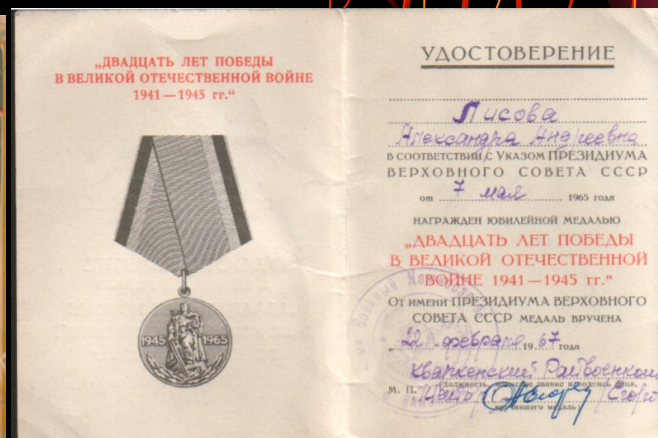 „ДВАДЦАТЬ ЛЕТ ПОБЕДЫ
В ВЕЛИКОЙ ОТЕЧЕСТВЕННОЙ ВОЙНЕ
1941—1945 гг.“
1945 1965
УДОСТОВЕРЕНИЕ
Лисова
Александра Андреевна
В СООТВЕТСТВИИ С УКАЗОМ ПРЕЗИДИУМА
ВЕРХОВНОГО СОВЕТА СССР
от 7 мая 1965 года
НАГРАЖДЕН ЮБИЛЕЙНОЙ МЕДАЛЬЮ
„ДВАДЦАТЬ ЛЕТ ПОБЕДЫ
В ВЕЛИКОЙ ОТЕЧЕСТВЕННОЙ
ВОЙНЕ 1941—1945 гг.“
От имени ПРЕЗИДИУМА ВЕРХОВНОГО
СОВЕТА СССР МЕДАЛЬ ВРУЧЕНА
„22 февраля 1967 года
Кваркенский Райвоенком
М. П.